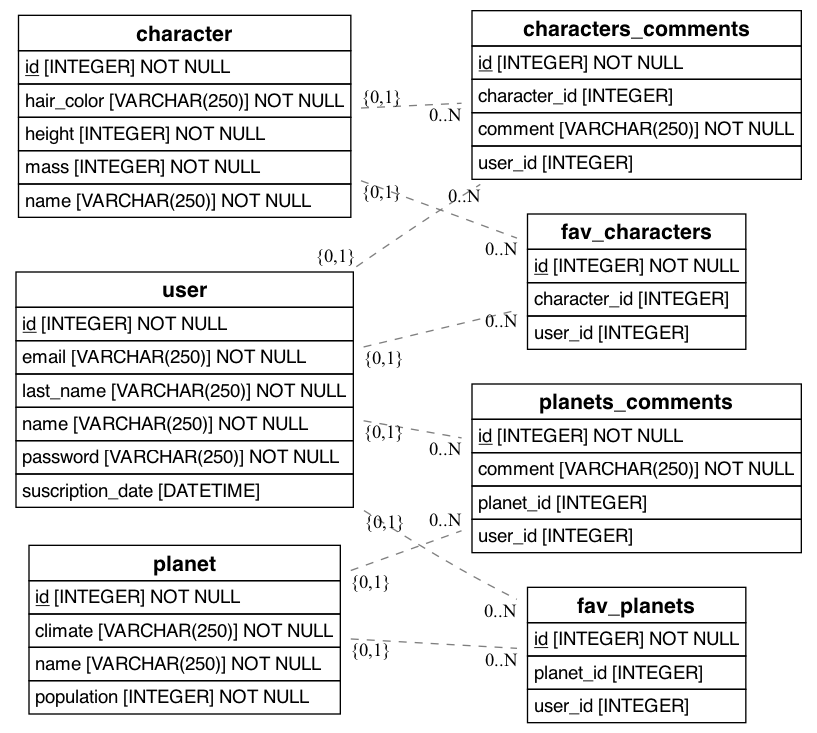 character
id [INTEGER] NOT NULL
hair_color [VARCHAR(250)] NOT NULL
height [INTEGER] NOT NULL
mass [INTEGER] NOT NULL
name [VARCHAR(250)] NOT NULL
characters_comments
id [INTEGER] NOT NULL
character_id [INTEGER]
comment [VARCHAR(250)] NOT NULL
user_id [INTEGER]
{0,1}
0..N
{0,1}
0..N
{0,1}
0..N
fav_characters
id [INTEGER] NOT NULL
character_id [INTEGER]
user_id [INTEGER]
user
id [INTEGER] NOT NULL
email [VARCHAR(250)] NOT NULL
last_name [VARCHAR(250)] NOT NULL
name [VARCHAR(250)] NOT NULL
password [VARCHAR(250)] NOT NULL
suscription_date [DATETIME]
0..N
{0,1}
{0,1}
0..N
planets_comments
id [INTEGER] NOT NULL
comment [VARCHAR(250)] NOT NULL
planet_id [INTEGER]
user_id [INTEGER]
{0,1}
0..N
planet
id [INTEGER] NOT NULL
climate [VARCHAR(250)] NOT NULL
name [VARCHAR(250)] NOT NULL
population [INTEGER] NOT NULL
{0,1}
0..N
{0,1}
0..N
fav_planets
id [INTEGER] NOT NULL
planet_id [INTEGER]
user_id [INTEGER]